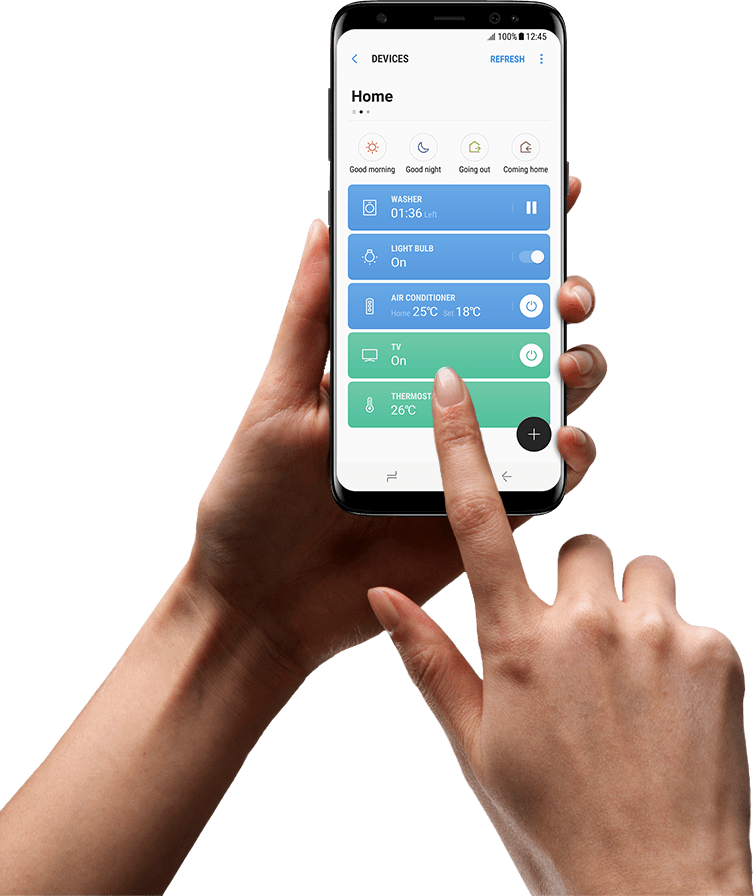 100% 12:45
DEVICES REFRESH
Home
Good morning Good night Going out Coming home
WASHER
01:36 Left
LIGHT BULB
On
AIR CONDITIONER
Home 25℃ Set 18℃
TV
On
THERMOST
26℃